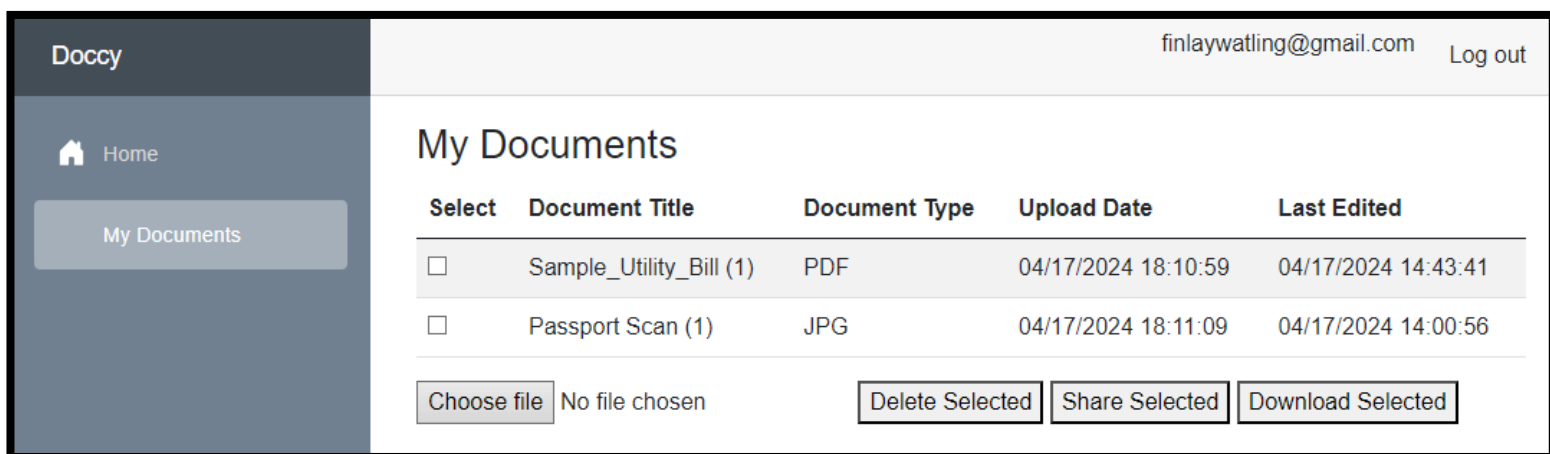 Doccy
finlaywatling@gmail.com Log out
Home
My Documents
My Documents
Select Document Title Document Type Upload Date Last Edited
Sample_Utility_Bill (1) PDF 04/17/2024 18:10:59 04/17/2024 14:43:41
Passport Scan (1) JPG 04/17/2024 18:11:09 04/17/2024 14:00:56
Choose file No file chosen Delete Selected Share Selected Download Selected